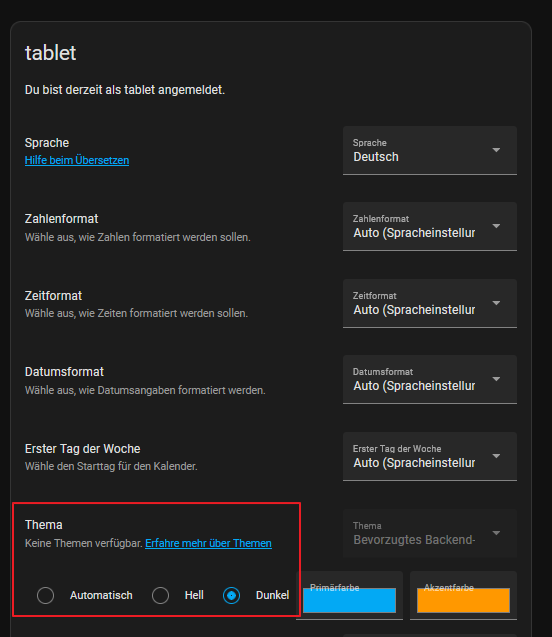 tablet
Du bist derzeit als tablet angemeldet.
Sprache
Hilfe beim Übersetzen
Sprache
Deutsch
Zahlenformat
Wähle aus, wie Zahlen formatiert werden sollen.
Zahlenformat
Auto (Spracheinstellur
Zeitformat
Wähle aus, wie Zeiten formatiert werden sollen.
Zeitformat
Auto (Spracheinstellur
Datumsformat
Wähle aus, wie Datumsangaben formatiert werden.
Datumsformat
Auto (Spracheinstellur
Erster Tag der Woche
Wähle den Starttag für den Kalender.
Erster Tag der Woche
Auto (Spracheinstellur
Thema
Keine Themen verfügbar. Erfahre mehr über Themen
Thema
Bevorzugtes Backend-
Automatisch Hell Dunkel Primärfarbe Akzentfarbe